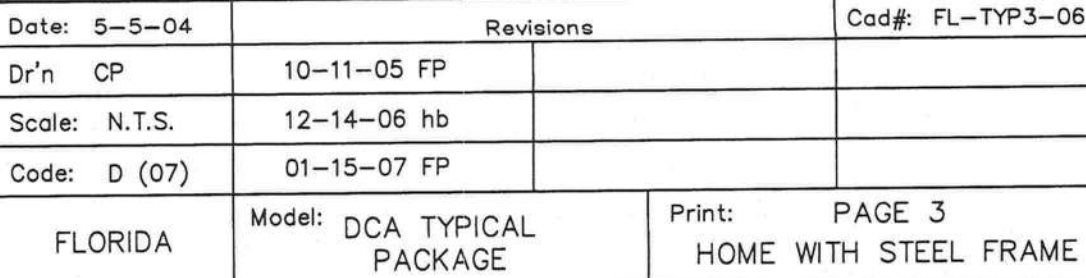 Date: 5-5-04 Revisions Cad#: FL-TYP3-06
Dr'n CP 10-11-05 FP
Scale: N.T.S. 12-14-06 hb
Code: D (07) 01-15-07 FP
FLORIDA Model: DCA TYPICAL PACKAGE Print: PAGE 3
HOME WITH STEEL FRAME